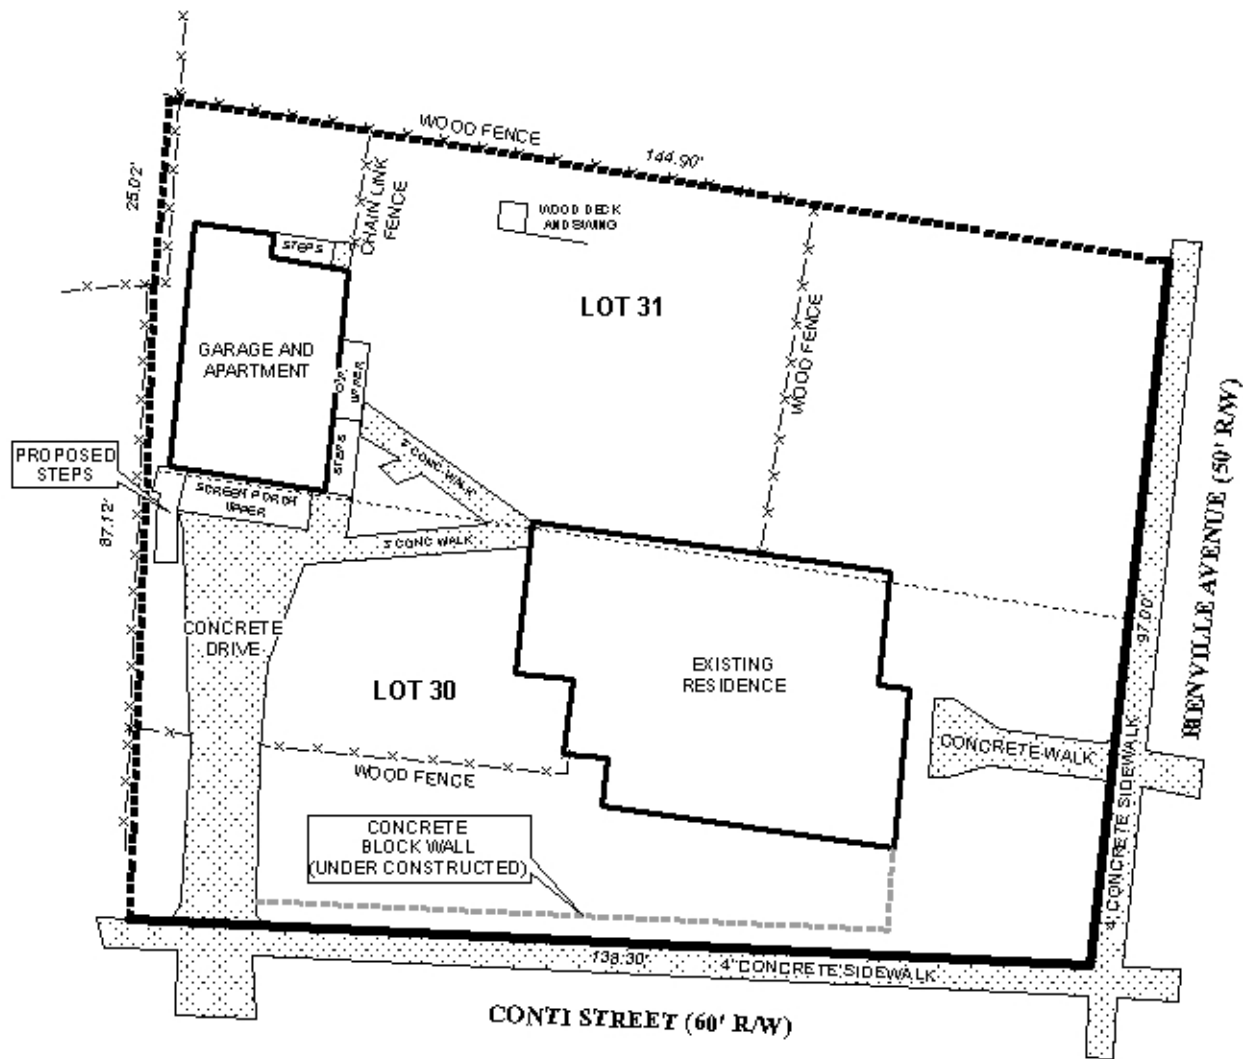 WOOD FENCE
144.90'
25.02'
CHAIN LINK
FENCE
WOOD DECK
AND SWING
STEPS
LOT 31
GARAGE AND
APARTMENT
UPPER
WOOD FENCE
BIENVILLE AVENUE (50' R/W)
PROPOSED
STEPS
STEPS
3' CONC WALK
SCREEN PORCH
UPPER
87.12'
3' CONC WALK
CONCRETE
DRIVE
97.00'
EXISTING
RESIDENCE
LOT 30
CONCRETE WALK
WOOD FENCE
CONCRETE
BLOCK WALL
(UNDER CONSTRUCTED)
4' CONCRETE SIDEWALK
138.30'
4' CONCRETE SIDEWALK
CONTI STREET (60' R/W)